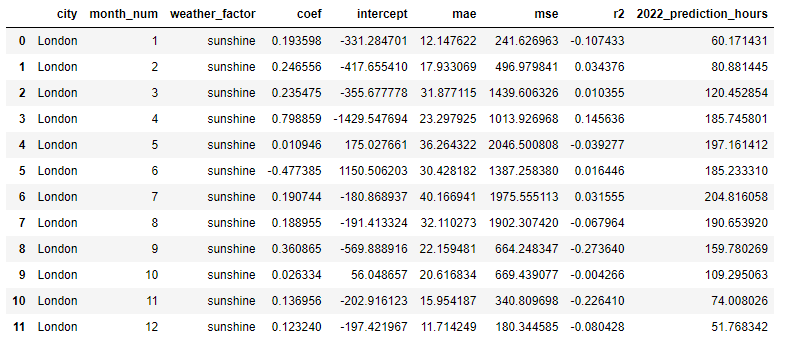 city month_num weather_factor coef intercept mae mse r2 2022_prediction_hours
0 London 1 sunshine 0.193598 -331.284701 12.147622 241.626963 -0.107433 60.171431
1 London 2 sunshine 0.246556 -417.655410 17.933069 496.979841 0.034376 80.881445
2 London 3 sunshine 0.235475 -355.677778 31.877115 1439.606326 0.010355 120.452854
3 London 4 sunshine 0.798859 -1429.547694 23.297925 1013.926968 0.145636 185.745801
4 London 5 sunshine 0.010946 175.027661 36.264322 2046.500808 -0.039277 197.161412
5 London 6 sunshine -0.477385 1150.506203 30.428182 1387.258380 0.016446 185.233310
6 London 7 sunshine 0.190744 -180.868937 40.166941 1975.555113 0.031555 204.816058
7 London 8 sunshine 0.188955 -191.413324 32.110273 1902.307420 -0.067964 190.653920
8 London 9 sunshine 0.360865 -569.888916 22.159481 664.248347 -0.273640 159.780269
9 London 10 sunshine 0.026334 56.048657 20.616834 669.439077 -0.004266 109.295063
10 London 11 sunshine 0.136956 -202.916123 15.954187 340.809698 -0.226410 74.008026
11 London 12 sunshine 0.123240 -197.421967 11.714249 180.344585 -0.080428 51.768342